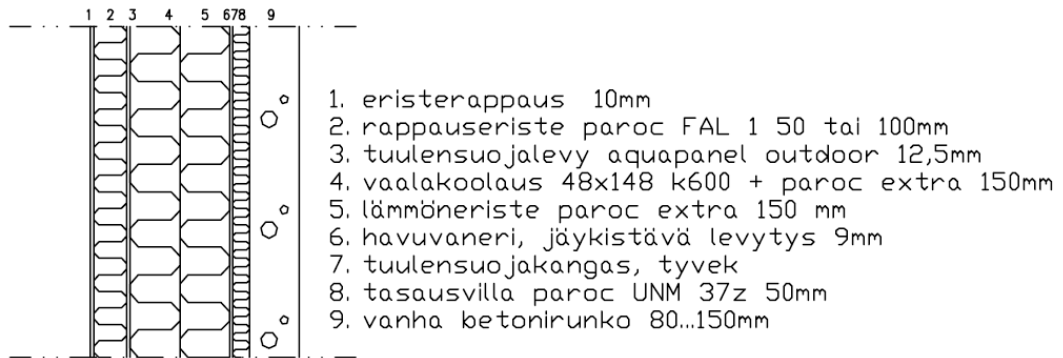 1 2 3 4 5 678 9
1. eristerappaus 10mm
2. rappauseriste paroc FAL 1 50 tai 100mm
3. tuulensuojalevy aquapanel outdoor 12,5mm
4. vaalakoolaus 48x148 k600 + paroc extra 150mm
5. lämmöneriste paroc extra 150 mm
6. havuvaneri, jäykistävä levytys 9mm
7. tuulensuojakangas, tyvek
8. tasausvilla paroc UNM 37z 50mm
9. vanha betonirunko 80...150mm